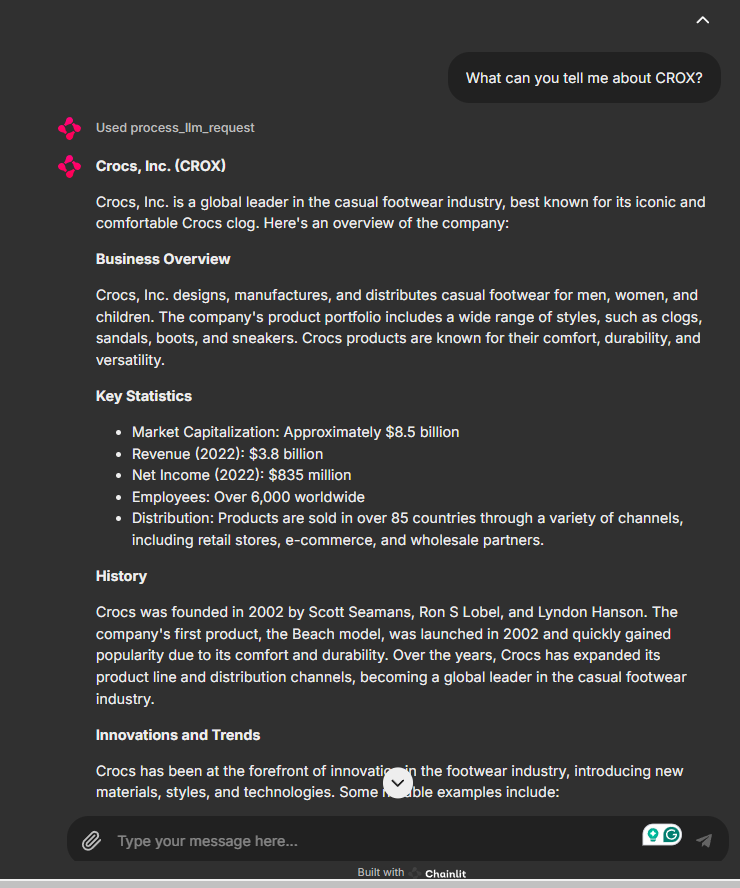 What can you tell me about CROX?
Used process_llm_request
Crocs, Inc. (CROX)
Crocs, Inc. is a global leader in the casual footwear industry, best known for its iconic and
comfortable Crocs clog. Here's an overview of the company:
Business Overview
Crocs, Inc. designs, manufactures, and distributes casual footwear for men, women, and
children. The company's product portfolio includes a wide range of styles, such as clogs,
sandals, boots, and sneakers. Crocs products are known for their comfort, durability, and
versatility.
Key Statistics
• Market Capitalization: Approximately $8.5 billion
• Revenue (2022): $3.8 billion
• Net Income (2022): $835 million
• Employees: Over 6,000 worldwide
• Distribution: Products are sold in over 85 countries through a variety of channels,
including retail stores, e-commerce, and wholesale partners.
History
Crocs was founded in 2002 by Scott Seamans, Ron S Lobel, and Lyndon Hanson. The
company's first product, the Beach model, was launched in 2002 and quickly gained
popularity due to its comfort and durability. Over the years, Crocs has expanded its
product line and distribution channels, becoming a global leader in the casual footwear
industry.
Innovations and Trends
Crocs has been at the forefront of innovation in the footwear industry, introducing new
materials, styles, and technologies. Some notable examples include:
Type your message here...
Built with Chainlit